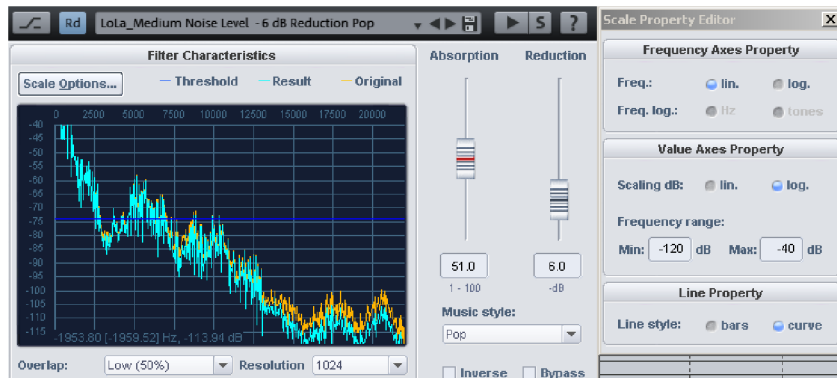 Rd LoLa_Medium Noise Level - 6 dB Reduction Pop S ?
Filter Characteristics
Scale Options... Threshold Result Original
0 2500 5000 7500 10000 12500 15000 17500 20000
-40
-45
-50
-55
-60
-65
-70
-75
-80
-85
-90
-95
-100
-105
-110
-115
-1953.80 [-1959.52] Hz, -113.94 dB
Overlap: Low (50%) Resolution 1024
Absorption Reduction
51.0 6.0
1 - 100 -dB
Music style:
Pop
Inverse Bypass
Scale Property Editor X
Frequency Axes Property
Freq.: lin. log.
Freq. log.: Hz tones
Value Axes Property
Scaling dB: lin. log.
Frequency range:
Min: -120 dB Max: -40 dB
Line Property
Line style: bars curve